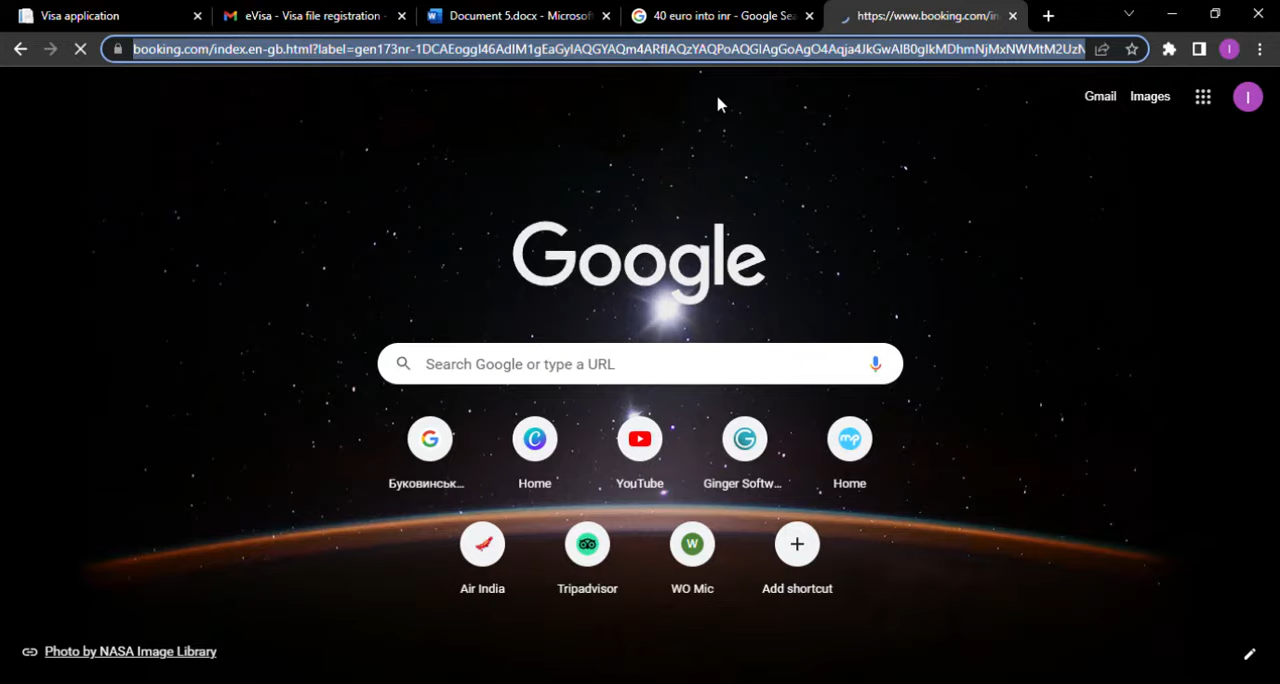 Visa application
eVisa - Visa file registration -
Document 5.docx - Microsof
40 euro into inr - Google Sea
https://www.booking.com/in
booking.com/index.en-gb.html?label=gen173nr-1DCAEoggI46AdIM1gEaGyIAQGYAQm4ARfIAQzYAQPoAQGIAgGoAgO4Aqja4JkGwAIB0gIkMDhmNjMxNWMtM2UzN
I
Gmail
Images
I
Google
Search Google or type a URL
Буковинськ...
Home
YouTube
Ginger Softw...
Home
Air India
Tripadvisor
WO Mic
Add shortcut
Photo by NASA Image Library